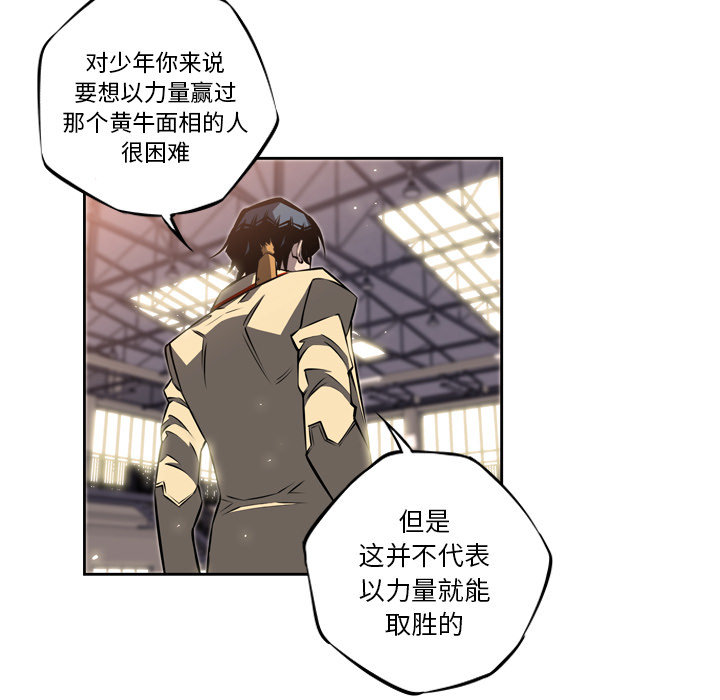 对少年你来说
要想以力量赢过
那个黄牛面相的人
很困难
但是
这并不代表
以力量就能
取胜的